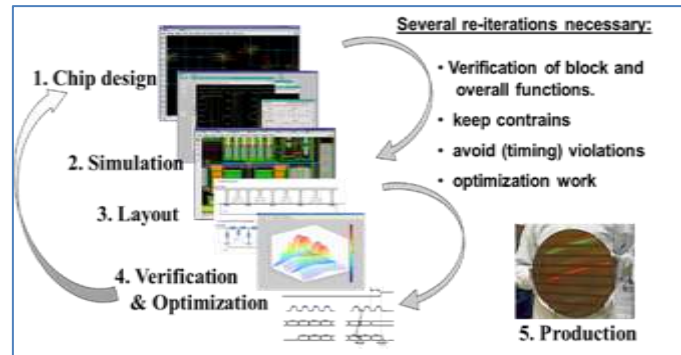 Several re-iterations necessary:
1. Chip design
• Verification of block and
overall functions.
• keep contrains
• avoid (timing) violations
• optimization work
2. Simulation
3. Layout
4. Verification
& Optimization
5. Production